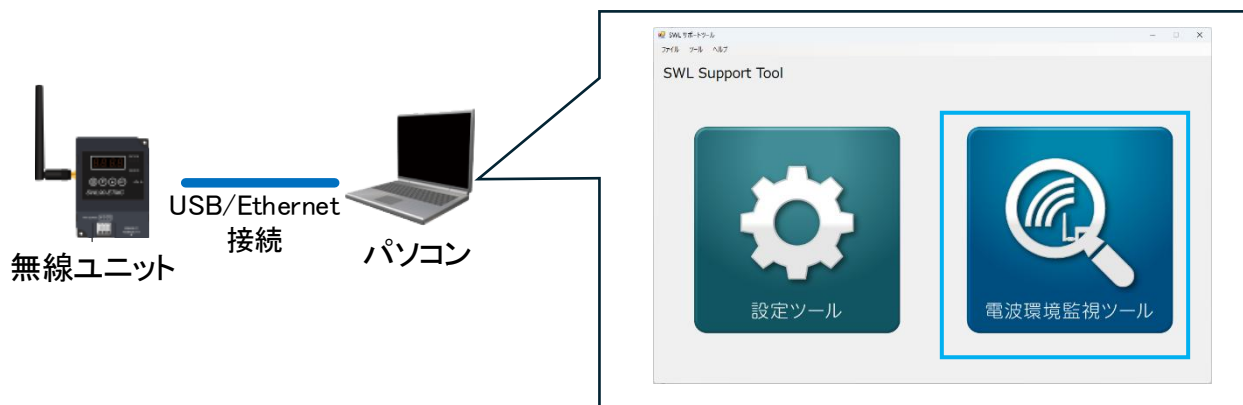 SWL サポートツール
ファイル ツール ヘルプ
SWL Support Tool
設定ツール
電波環境監視ツール
USB/Ethernet
接続
無線ユニット
パソコン